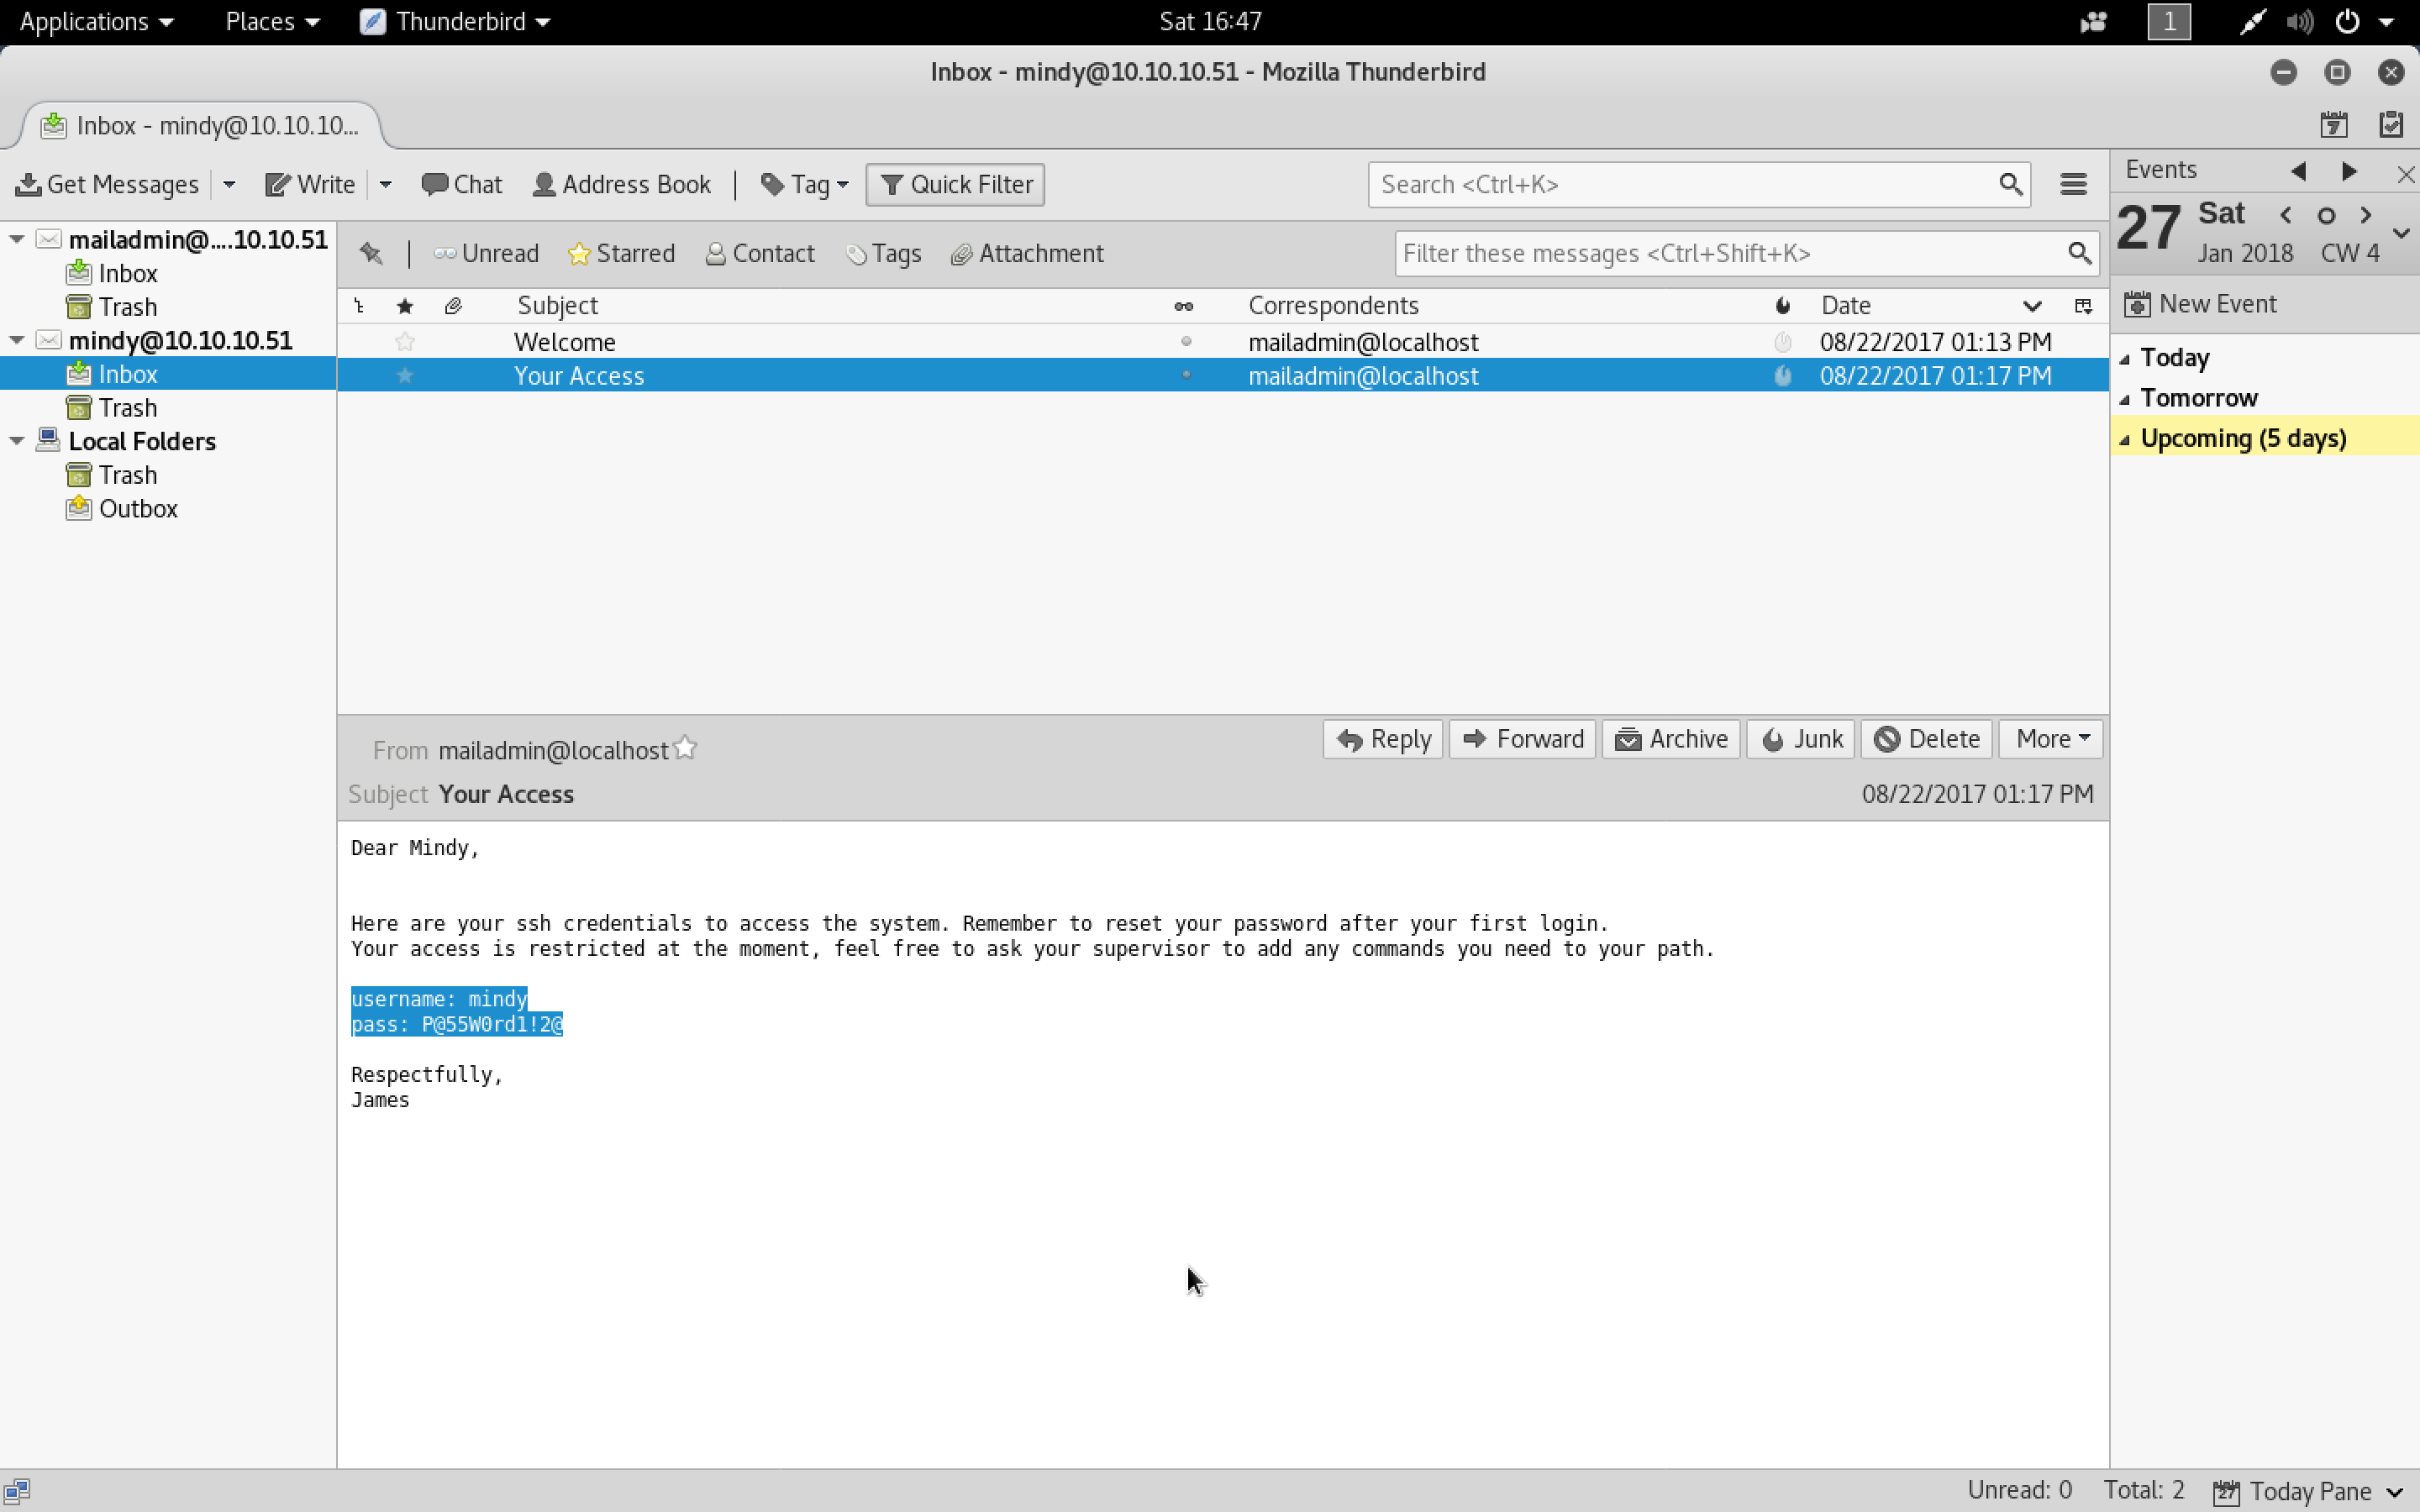 Applications Places Thunderbird Sat 16:47 1
Inbox - mindy@10.10.10.51 - Mozilla Thunderbird
Inbox - mindy@10.10.10...
Get Messages Write Chat Address Book Tag Quick Filter Search <Ctrl+K>
Events
27 Sat
Jan 2018 CW 4
New Event
Today
Tomorrow
Upcoming (5 days)
mailadmin@....10.10.51
Inbox
Trash
mindy@10.10.10.51
Inbox
Trash
Local Folders
Trash
Outbox
Unread Starred Contact Tags Attachment Filter these messages <Ctrl+Shift+K>
Subject Correspondents Date
Welcome mailadmin@localhost 08/22/2017 01:13 PM
Your Access mailadmin@localhost 08/22/2017 01:17 PM
From mailadmin@localhost Reply Forward Archive Junk Delete More
Subject Your Access 08/22/2017 01:17 PM
Dear Mindy,
Here are your ssh credentials to access the system. Remember to reset your password after your first login.
Your access is restricted at the moment, feel free to ask your supervisor to add any commands you need to your path.
username: mindy
pass: P@55W0rd1!2@
Respectfully,
James
Unread: 0 Total: 2 27 Today Pane